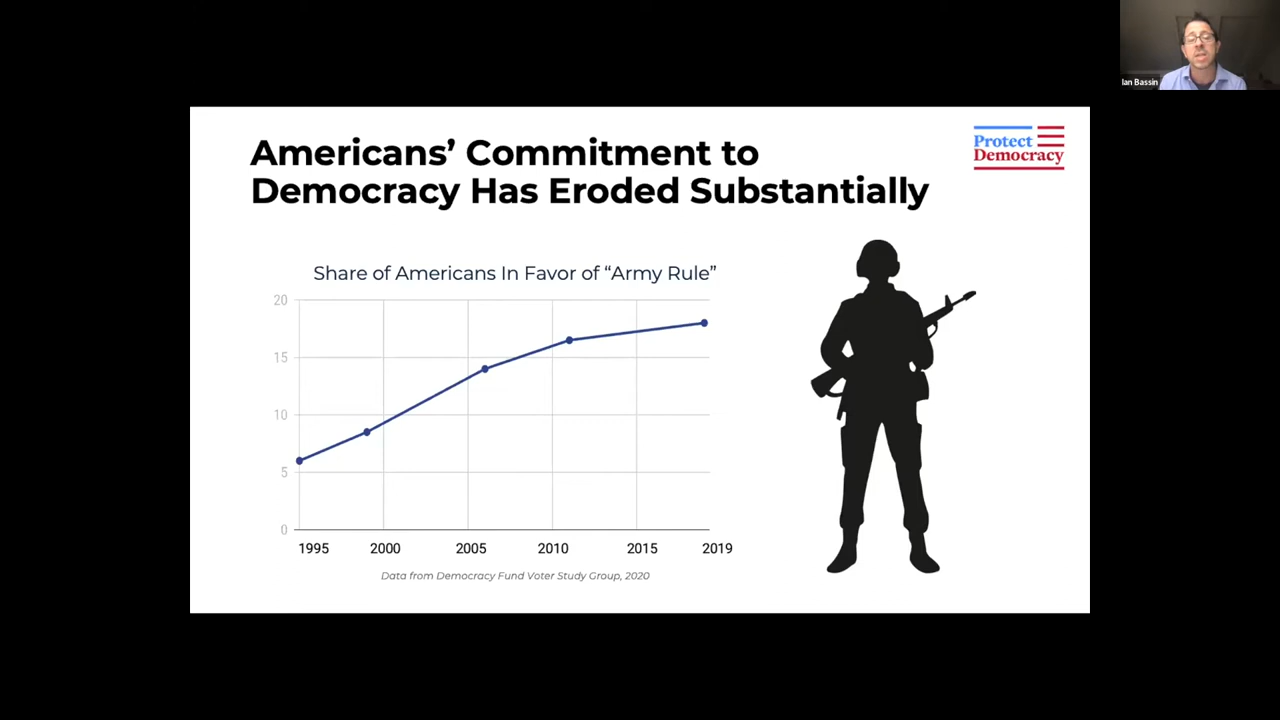 Ian Bassin
Americans' Commitment to
Democracy Has Eroded Substantially
Protect
Democracy
Share of Americans In Favor of “Army Rule”
20
15
10
5
0
1995 2000 2005 2010 2015 2019
Data from Democracy Fund Voter Study Group, 2020